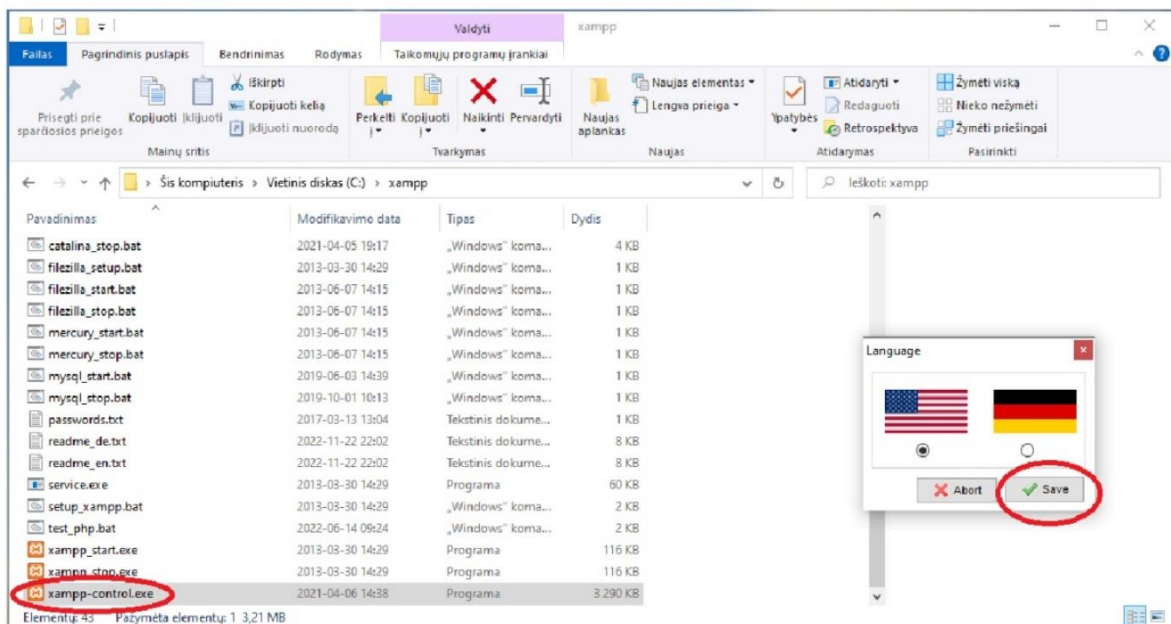 Valdyti
xampp
Failas
Pagrindinis puslapis
Bendrinimas
Rodymas
Taikomųjų programų įrankiai
Prisegti prie
sparčiosios prieigos
Kopijuoti
Įklijuoti
Iškirpti
Kopijuoti kelią
Įklijuoti nuorodą
Mainų sritis
Perkelti
į
Kopijuoti
į
Naikinti
Pervardyti
Tvarkymas
Naujas
aplankas
Naujas elementas
Lengva prieiga
Naujas
Ypatybės
Atidaryti
Redaguoti
Retrospektyva
Atidarymas
Žymėti viską
Nieko nežymėti
Žymėti priešingai
Pasirinkti
Šis kompiuteris > Vietinis diskas (C:) > xampp
Ieškoti: xampp
Pavadinimas Modifikavimo data Tipas Dydis
catalina_stop.bat 2021-04-05 19:17 „Windows“ koma... 4 KB
filezilla_setup.bat 2013-03-30 14:29 „Windows“ koma... 1 KB
filezilla_start.bat 2013-06-07 14:15 „Windows“ koma... 1 KB
filezilla_stop.bat 2013-06-07 14:15 „Windows“ koma... 1 KB
mercury_start.bat 2013-06-07 14:15 „Windows“ koma... 1 KB
mercury_stop.bat 2013-06-07 14:15 „Windows“ koma... 1 KB
mysql_start.bat 2019-06-03 14:39 „Windows“ koma... 1 KB
mysql_stop.bat 2019-10-01 10:13 „Windows“ koma... 1 KB
passwords.txt 2017-03-13 13:04 Tekstinis dokume... 1 KB
readme_de.txt 2022-11-22 22:02 Tekstinis dokume... 8 KB
readme_en.txt 2022-11-22 22:02 Tekstinis dokume... 8 KB
service.exe 2013-03-30 14:29 Programa 60 KB
setup_xampp.bat 2013-03-30 14:29 „Windows“ koma... 2 KB
test_php.bat 2022-06-14 09:24 „Windows“ koma... 2 KB
xampp_start.exe 2013-03-30 14:29 Programa 116 KB
xampp_stop.exe 2013-03-30 14:29 Programa 116 KB
xampp-control.exe 2021-04-06 14:38 Programa 3 290 KB
Elementų: 43 Pažymėta elementų: 1 3,21 MB
Language
Abort
Save